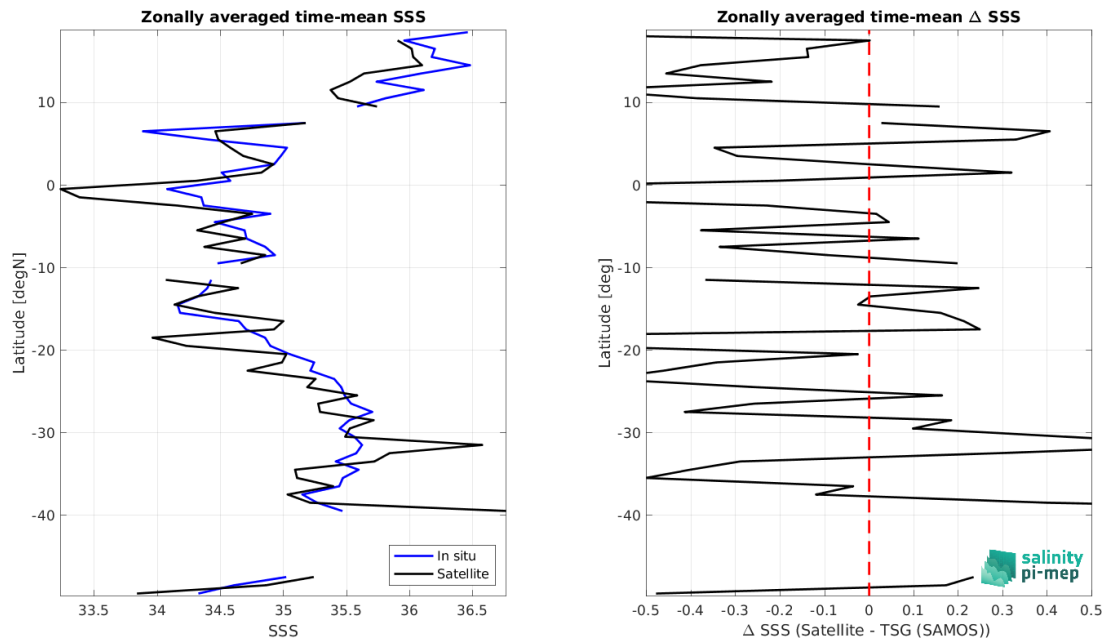 Zonally averaged time-mean SSS
Latitude [degN]
10
0
-10
-20
-30
-40
33.5 34 34.5 35 35.5 36 36.5
SSS
In situ
Satellite
Zonally averaged time-mean Δ SSS
Latitude [deg]
10
0
-10
-20
-30
-40
-0.5 -0.4 -0.3 -0.2 -0.1 0 0.1 0.2 0.3 0.4 0.5
Δ SSS (Satellite - TSG (SAMOS))
salinity
pi-mep